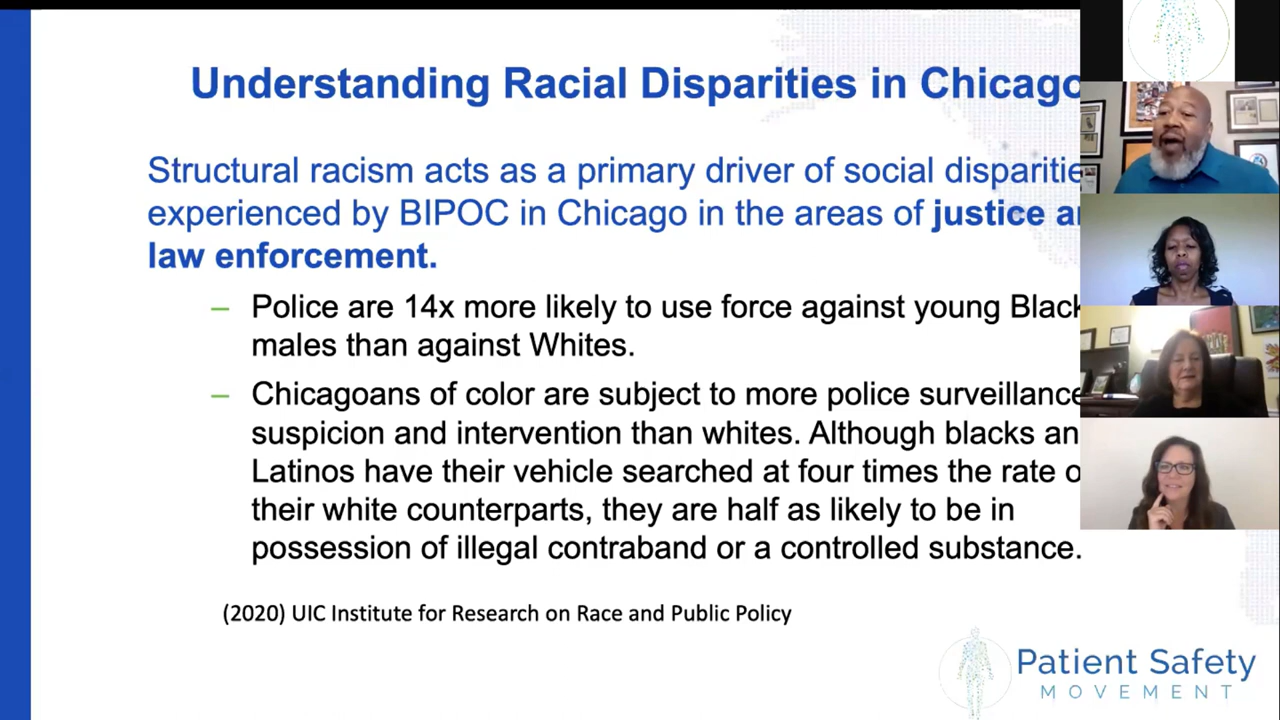 Understanding Racial Disparities in Chicago
Structural racism acts as a primary driver of social
experienced by BIPOC in Chicago in the areas of justice
law enforcement.
– Police are 14x more likely to use force against young Black
males than against Whites.
– Chicagoans of color are subject to more police surveillance
suspicion and intervention than whites. Although blacks
Latinos have their vehicle searched at four times the rate
their white counterparts, they are half as likely to be in
possession of illegal contraband or a controlled substance.
(2020) UIC Institute for Research on Race and Public Policy
Patient Safety
MOVEMENT